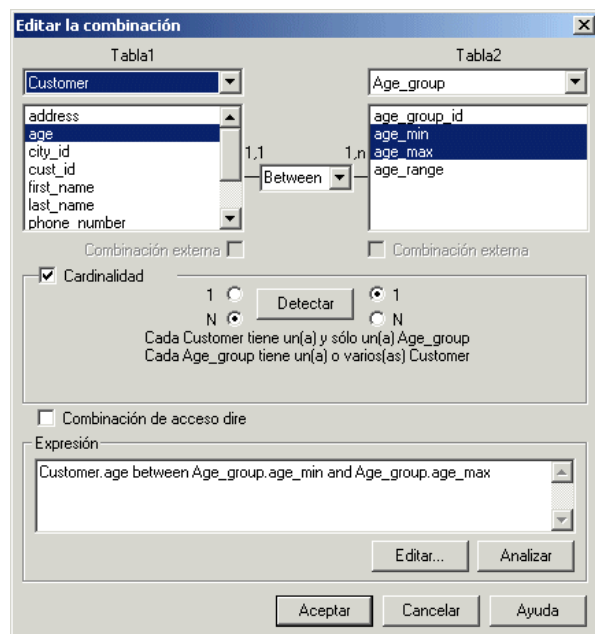 Editar la combinación
Tabla1
Tabla2
Customer
Age_group
address
age
city_id
cust_id
first_name
last_name
phone_number
1,1
Between
1,n
age_group_id
age_min
age_max
age_range
Combinación externa
Combinación externa
Cardinalidad
1
Detectar
1
N
N
Cada Customer tiene un(a) y sólo un(a) Age_group
Cada Age_group tiene un(a) o varios(as) Customer
Combinación de acceso dire
Expresión
Customer.age between Age_group.age_min and Age_group.age_max
Editar...
Analizar
Aceptar
Cancelar
Ayuda